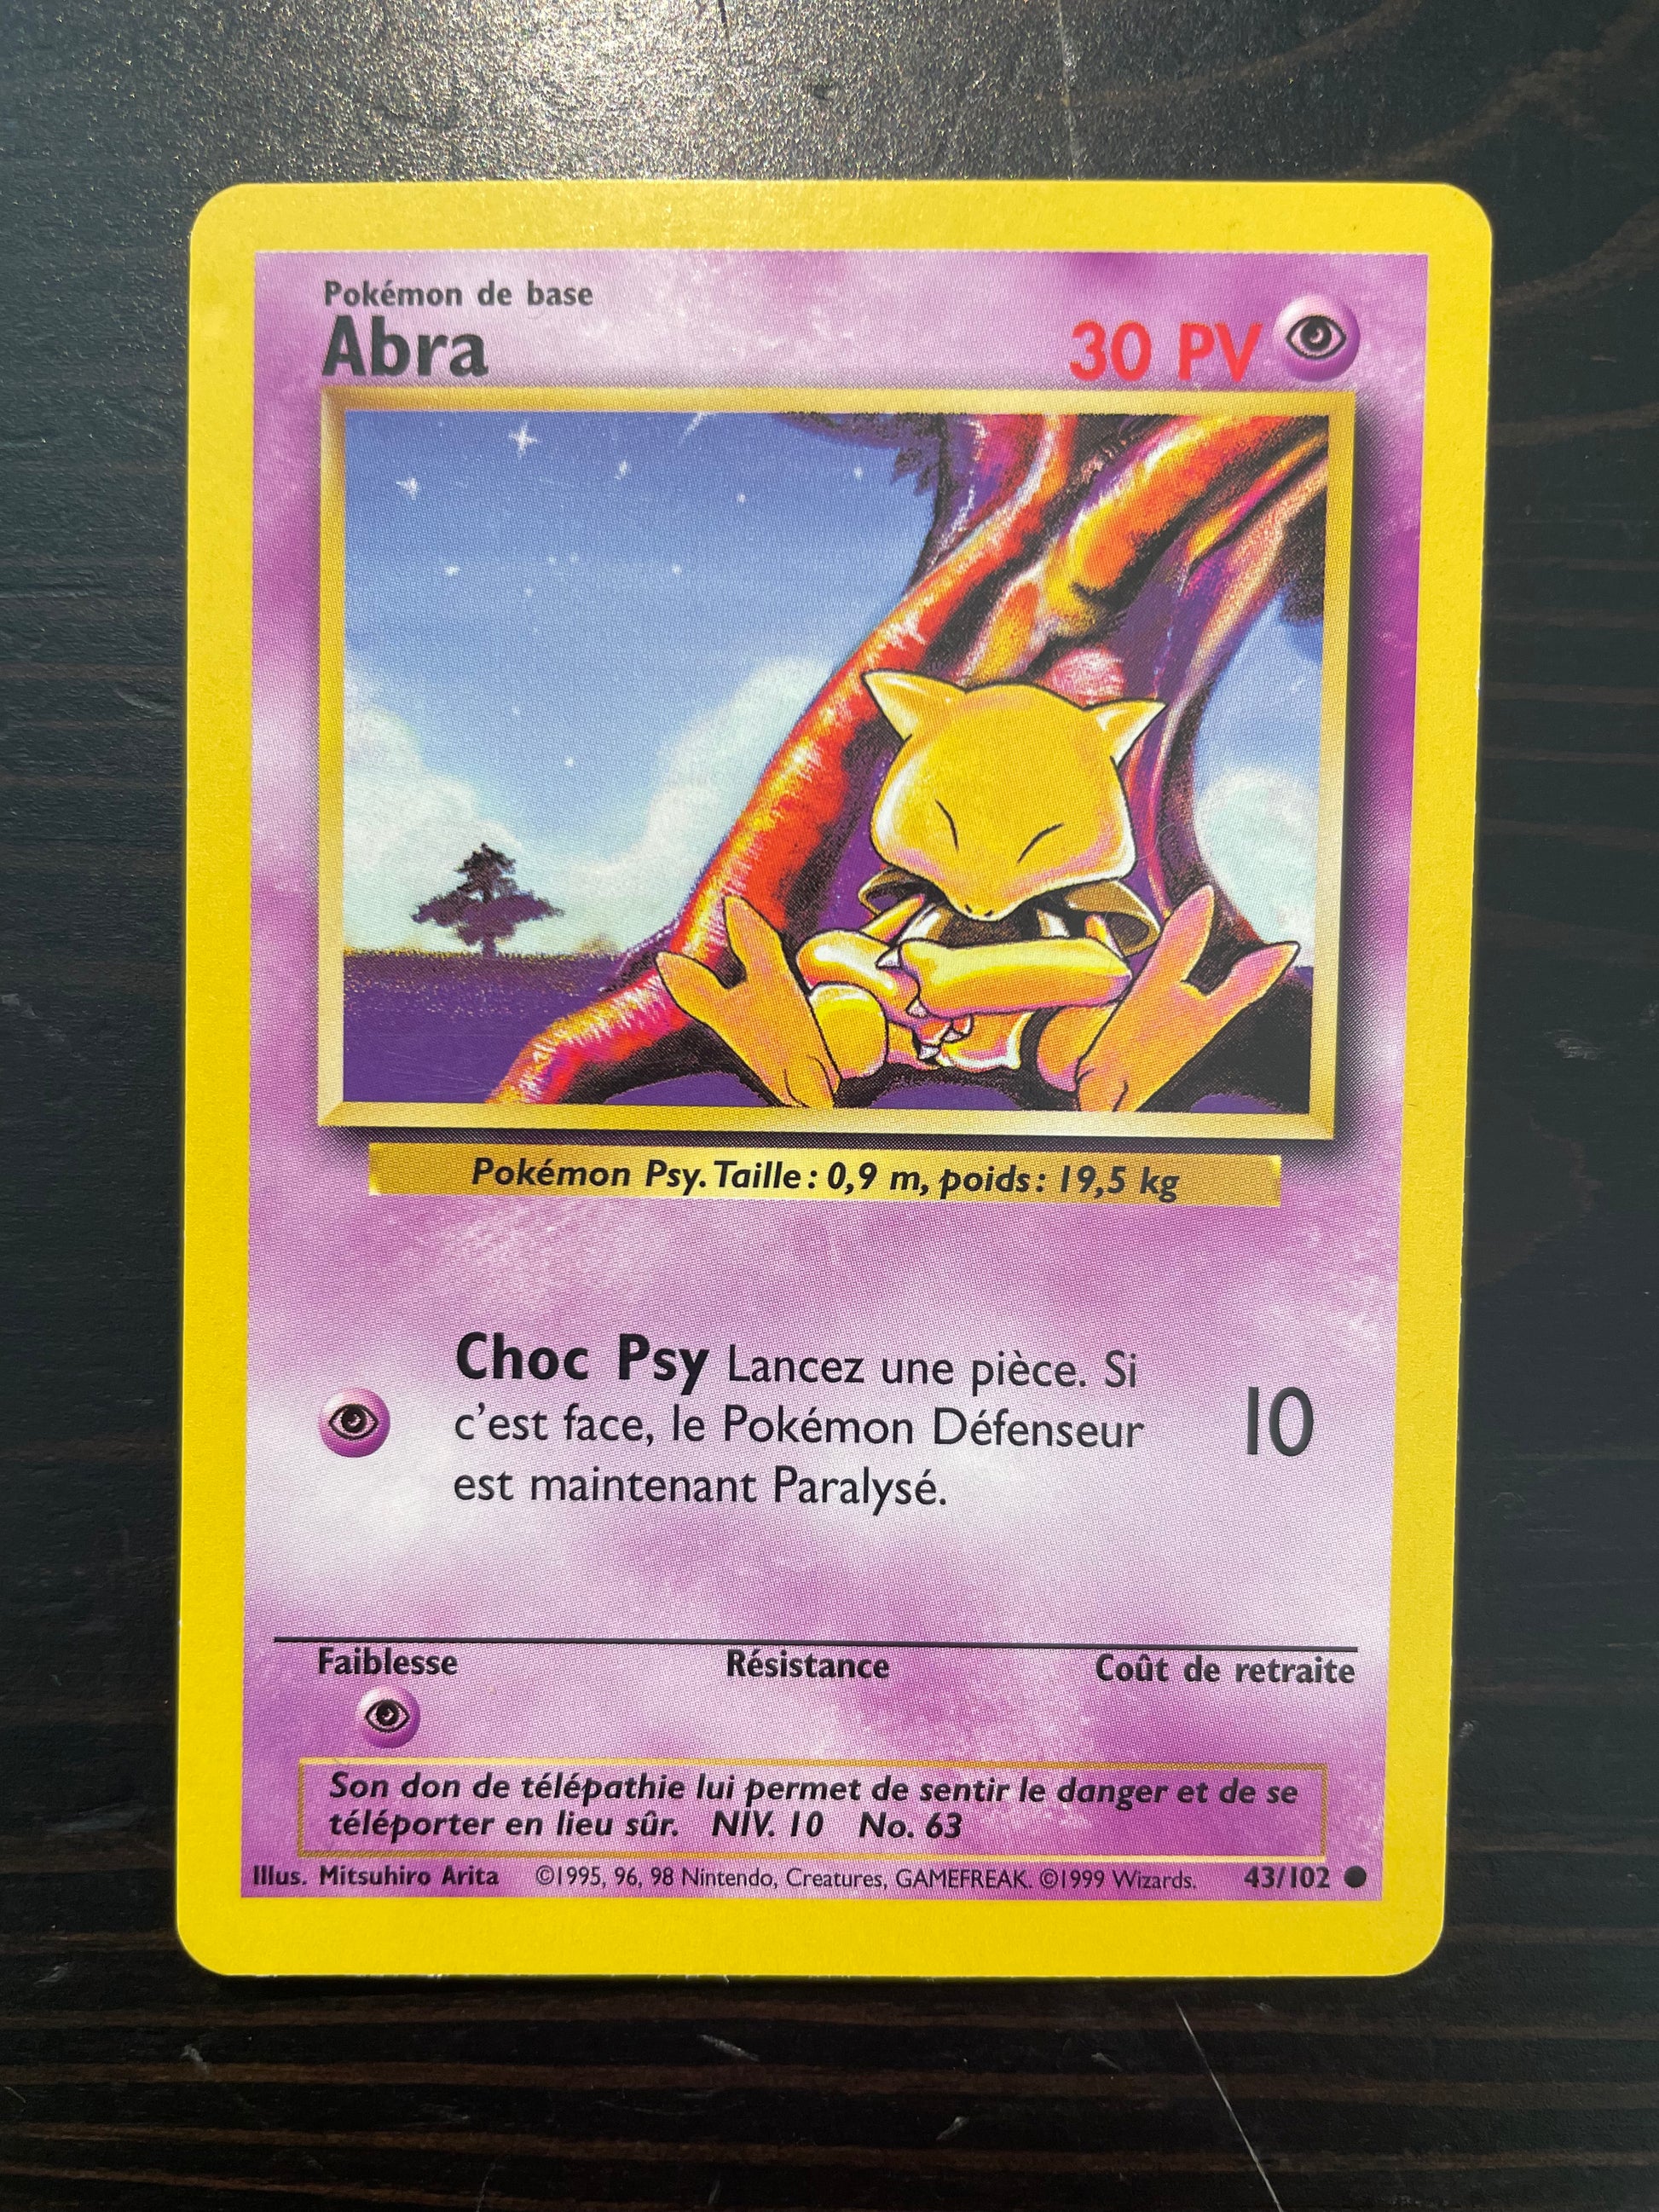 Pokémon de base
Abra
30 PV
Pokémon Psy. Taille : 0,9 m, poids : 19,5 kg
Choc Psy Lancez une pièce. Si
c'est face, le Pokémon Défenseur
est maintenant Paralysé.
10
Faiblesse
Résistance
Coût de retraite
Son don de télépathie lui permet de sentir le danger et de se
téléporter en lieu sûr. NIV. 10 No. 63
Illus. Mitsuhiro Arita ©1995, 96, 98 Nintendo, Creatures, GAMEFREAK. ©1999 Wizards. 43/102